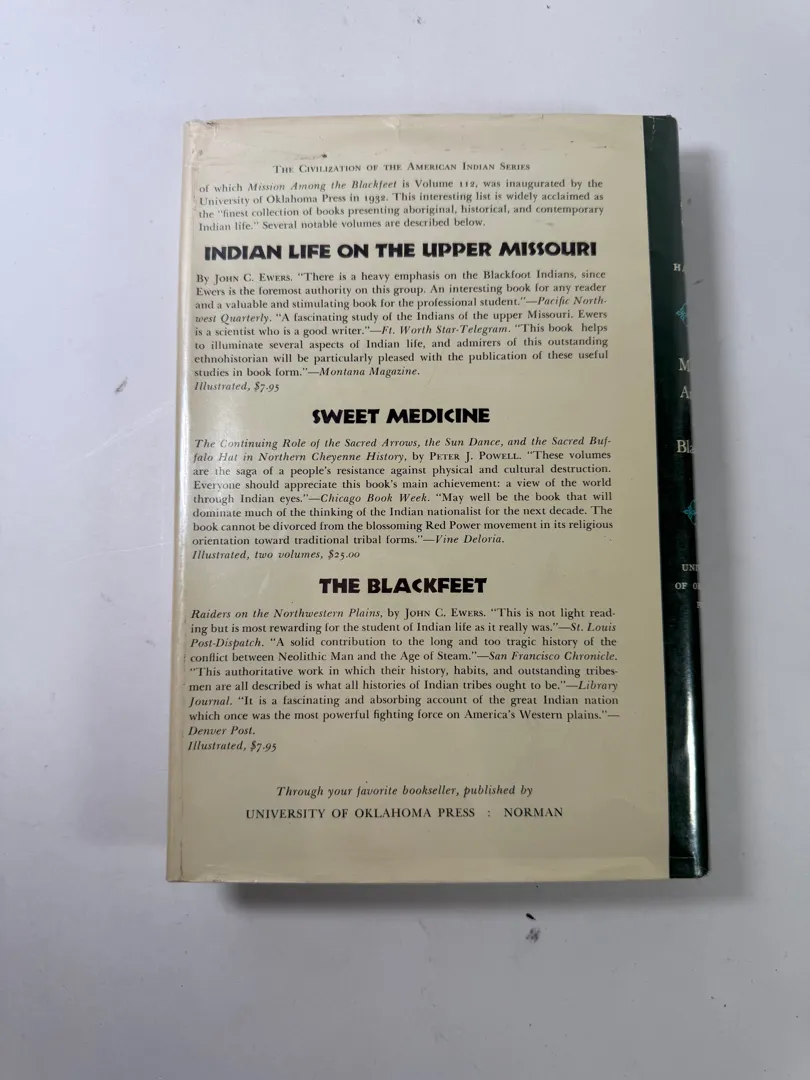 THE CIVILIZATION OF THE AMERICAN INDIAN SERIES
of which Mission Among the Blackfeet is Volume 112, was inaugurated by the
University of Oklahoma Press in 1932. This interesting list is widely acclaimed as
the "finest collection of books presenting aboriginal, historical, and contemporary
Indian life." Several notable volumes are described below.
INDIAN LIFE ON THE UPPER MISSOURI
By JOHN C. EWERS. "There is a heavy emphasis on the Blackfoot Indians, since
Ewers is the foremost authority on this group. An interesting book for any reader
and a valuable and stimulating book for the professional student."—Pacific North-
west Quarterly. "A fascinating study of the Indians of the upper Missouri. Ewers
is a scientist who is a good writer."—Ft. Worth Star-Telegram. "This book helps
to illuminate several aspects of Indian life, and admirers of this outstanding
ethnohistorian will be particularly pleased with the publication of these useful
studies in book form."—Montana Magazine.
Illustrated, $7.95
SWEET MEDICINE
The Continuing Role of the Sacred Arrows, the Sun Dance, and the Sacred Buf-
falo Hat in Northern Cheyenne History, by PETER J. POWELL. "These volumes
are the saga of a people's resistance against physical and cultural destruction.
Everyone should appreciate this book's main achievement: a view of the world
through Indian eyes."—Chicago Book Week. "May well be the book that will
dominate much of the thinking of the Indian nationalist for the next decade. The
book cannot be divorced from the blossoming Red Power movement in its religious
orientation toward traditional tribal forms."—Vine Deloria.
Illustrated, two volumes, $25.00
THE BLACKFEET
Raiders on the Northwestern Plains, by JOHN C. EWERS. "This is not light read-
ing but is most rewarding for the student of Indian life as it really was."—St. Louis
Post-Dispatch. "A solid contribution to the long and too tragic history of the
conflict between Neolithic Man and the Age of Steam."—San Francisco Chronicle.
"This authoritative work in which their history, habits, and outstanding tribes-
men are all described is what all histories of Indian tribes ought to be."—Library
Journal. "It is a fascinating and absorbing account of the great Indian nation
which once was the most powerful fighting force on America's Western plains."—
Denver Post.
Illustrated, $7.95
Through your favorite bookseller, published by
UNIVERSITY OF OKLAHOMA PRESS : NORMAN